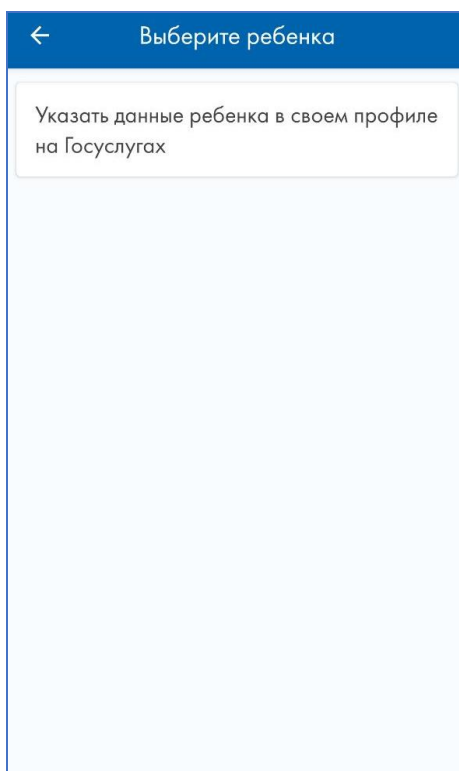 Выберите ребенка
Указать данные ребенка в своем профиле
на Госуслугах